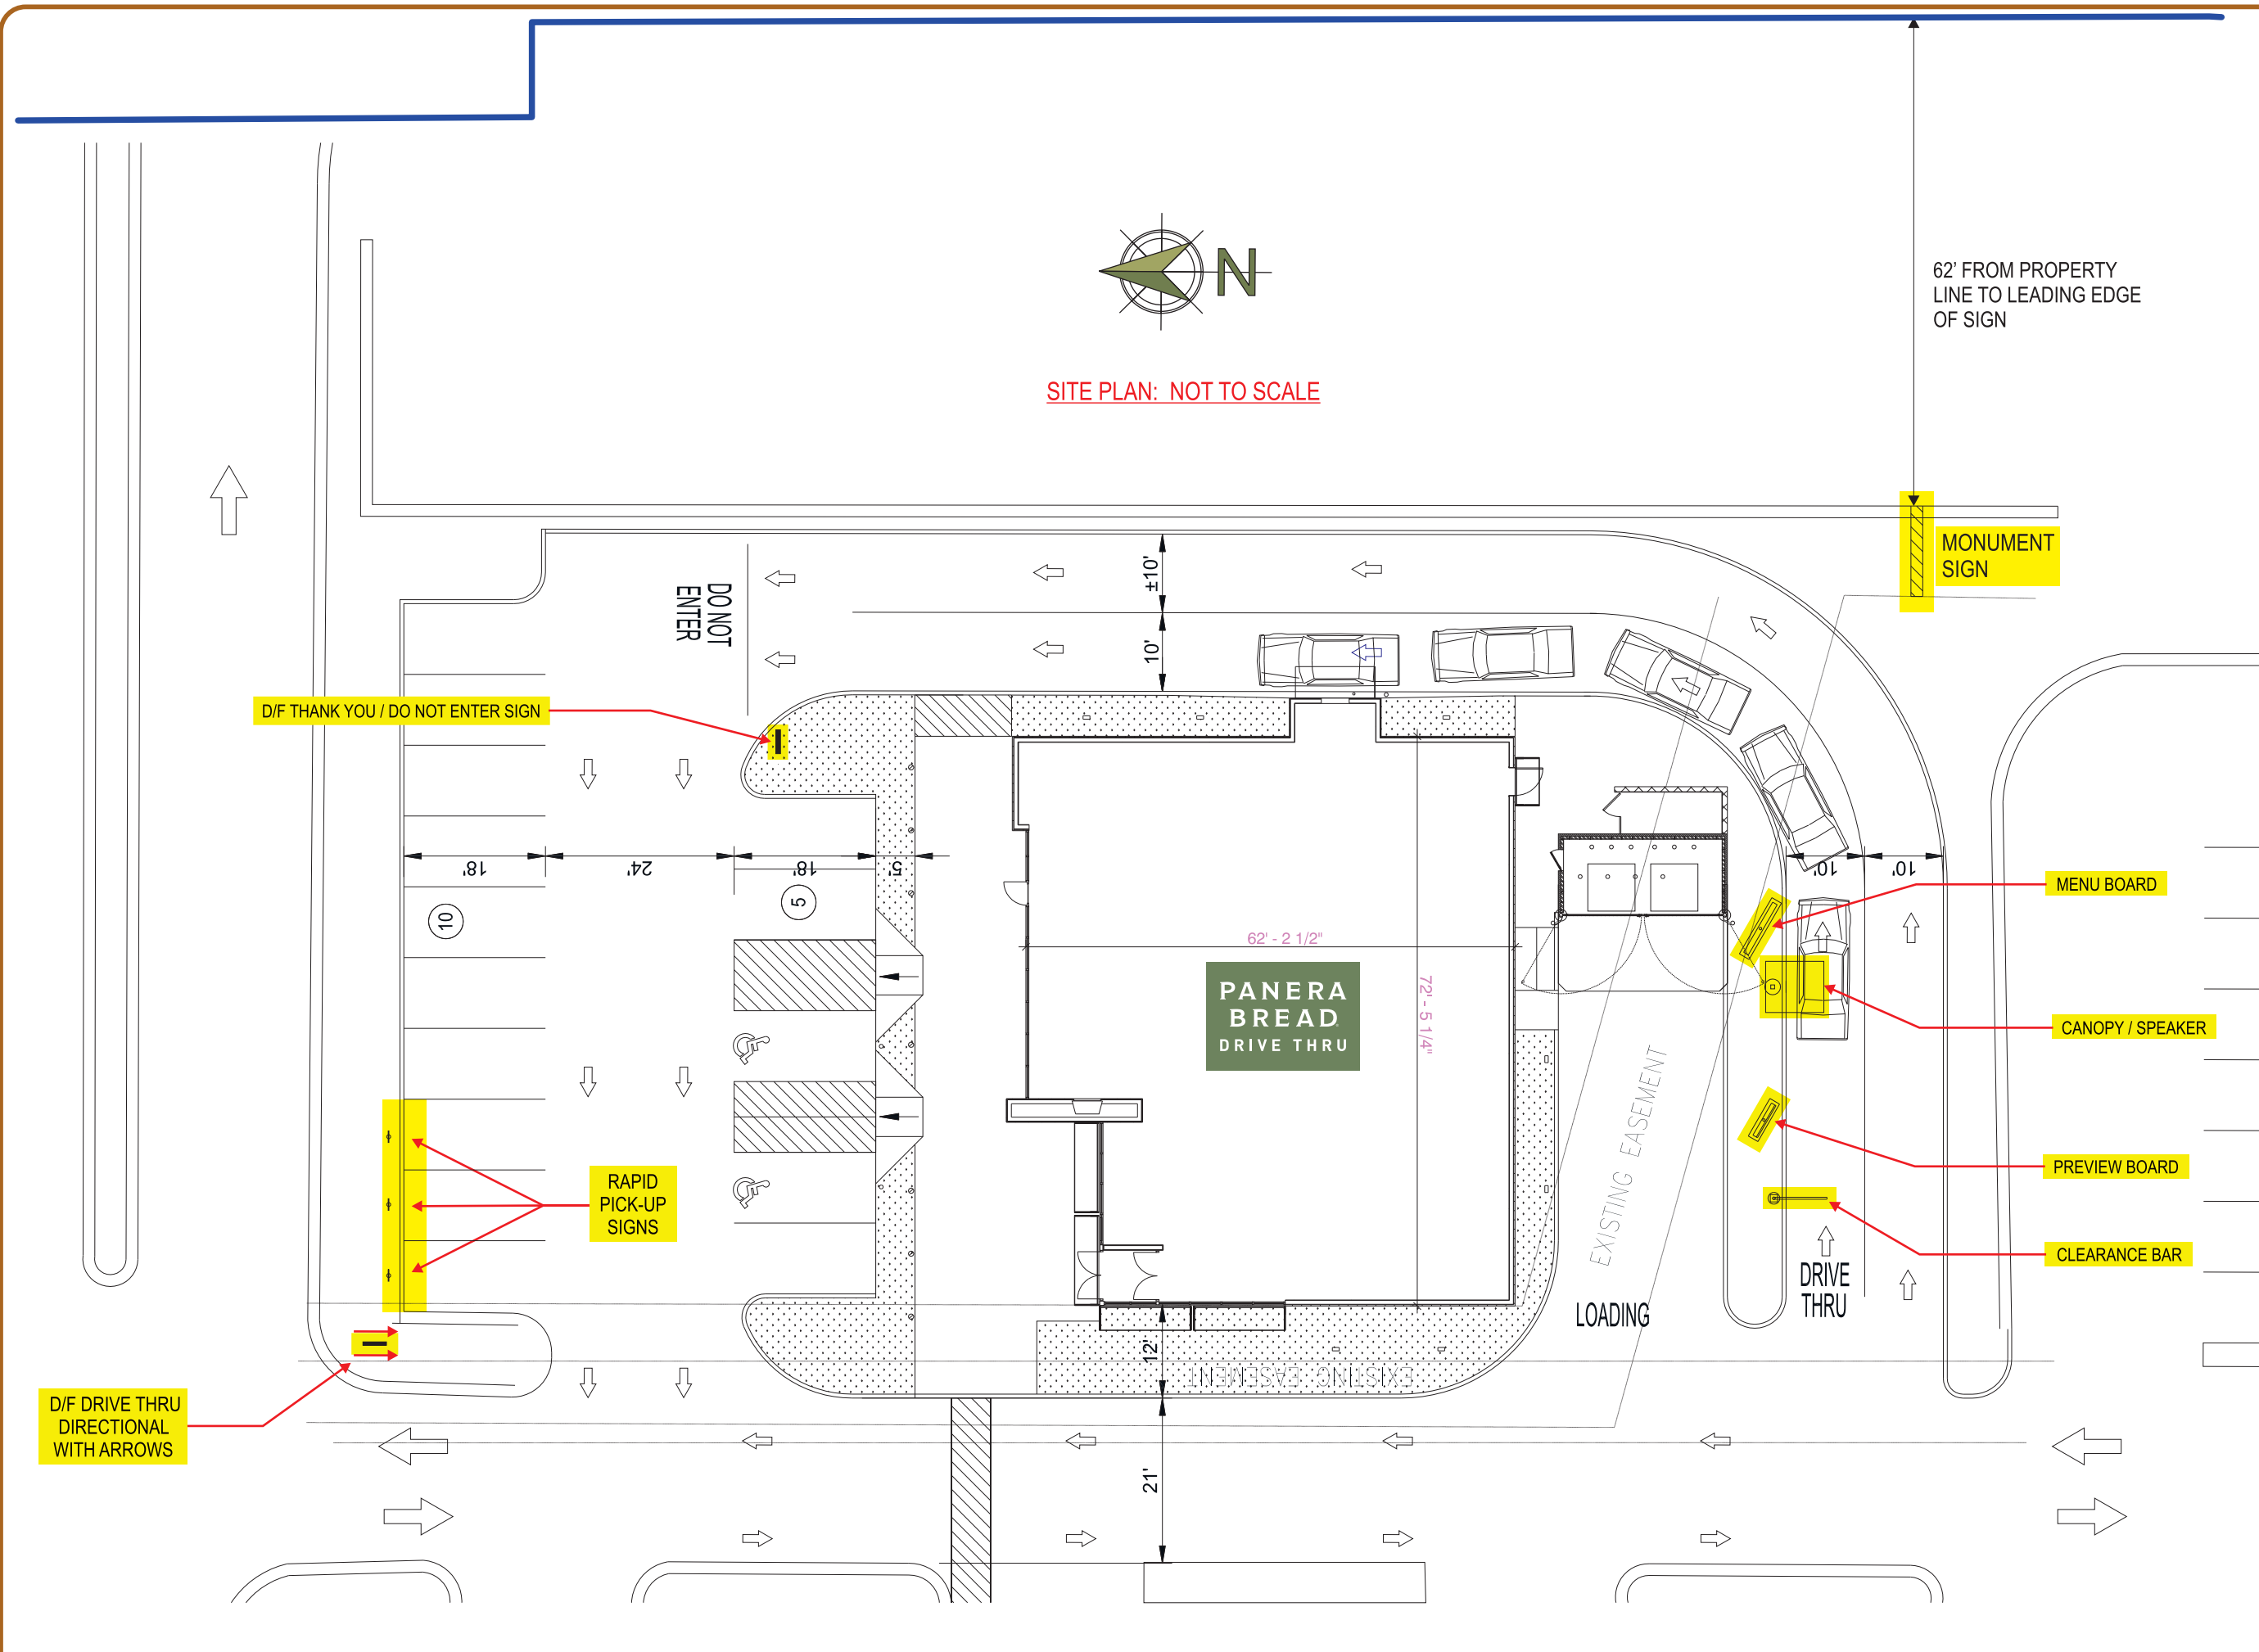 N
62' FROM PROPERTY
LINE TO LEADING EDGE
OF SIGN
SITE PLAN:  NOT TO SCALE
MONUMENT
SIGN
±10'
10'
DO NOT
ENTER
D/F THANK YOU / DO NOT ENTER SIGN
18'
24'
18'
5'
10'
10'
MENU BOARD
10
5
62' - 2 1/2"
72' - 5 1/4"
PANERA
BREAD
DRIVE THRU
CANOPY / SPEAKER
EXISTING EASEMENT
PREVIEW BOARD
RAPID
PICK-UP
SIGNS
CLEARANCE BAR
DRIVE
THRU
LOADING
12'
EXISTING EASEMENT
D/F DRIVE THRU
DIRECTIONAL
WITH ARROWS
21'